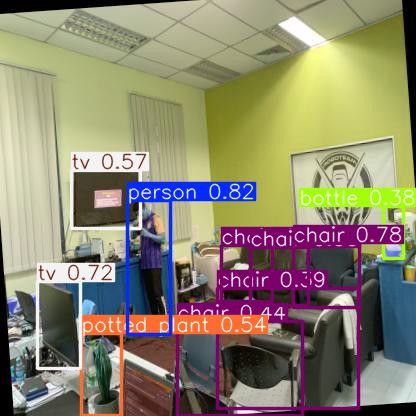 tv 0.57
person 0.82
bottle 0.38
chair 0.78
tv 0.72
chair 0.39
chair 0.44
potted plant 0.54
ROBOTEAM